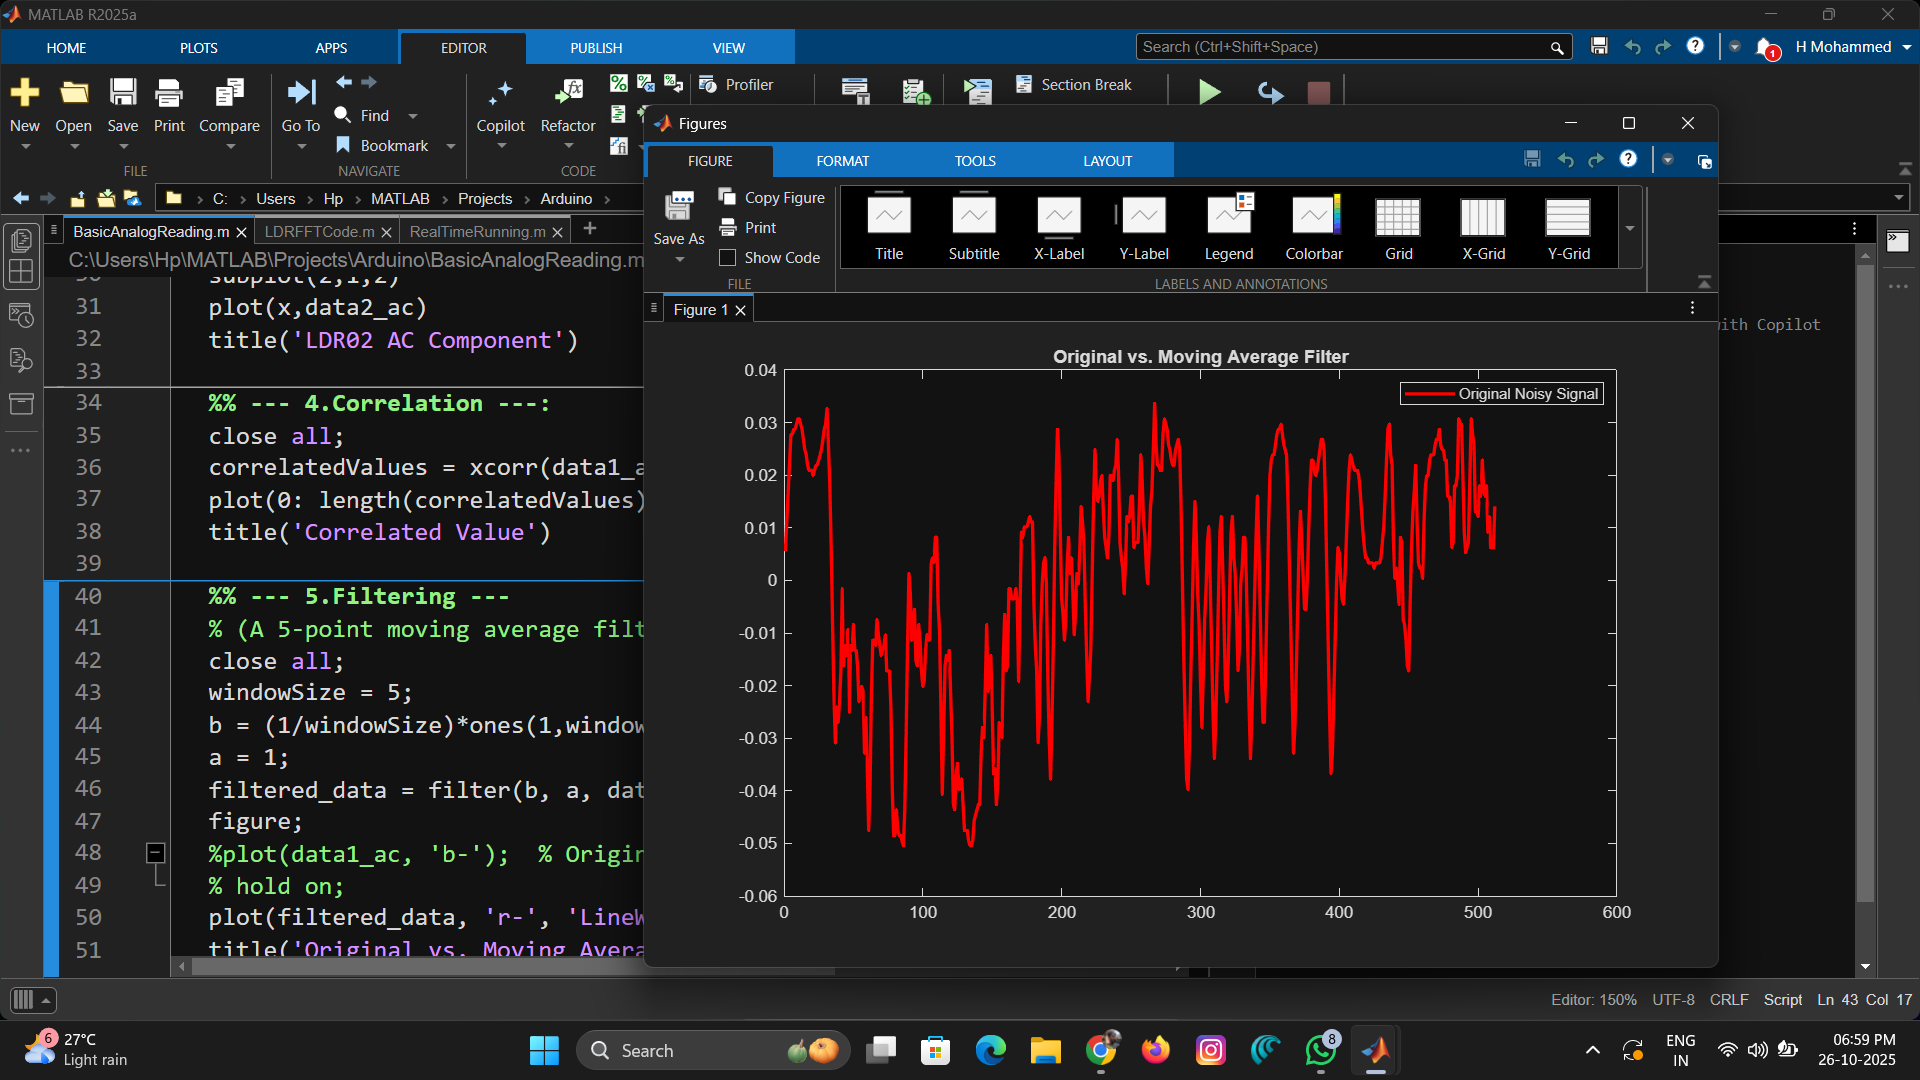 MATLAB R2025a
HOME PLOTS APPS EDITOR PUBLISH VIEW
Search (Ctrl+Shift+Space)
1
H Mohammed
New Open Save Print Compare
Go To
Find
Bookmark
Copilot Refactor
Profiler
Section Break
FILE NAVIGATE CODE
C: Users Hp MATLAB Projects Arduino
BasicAnalogReading.m LDRFFTCode.m RealTimeRunning.m
C:\Users\Hp\MATLAB\Projects\Arduino\BasicAnalogReading.m
30 subplot(2,1,2)
31 plot(x,data2_ac)
32 title('LDR02 AC Component')
33
34 %% --- 4.Correlation ---:
35 close all;
36 correlatedValues = xcorr(data1_a
37 plot(0: length(correlatedValues)
38 title('Correlated Value')
39
40 %% --- 5.Filtering ---
41 % (A 5-point moving average filt
42 close all;
43 windowSize = 5;
44 b = (1/windowSize)*ones(1,window
45 a = 1;
46 filtered_data = filter(b, a, dat
47 figure;
48 %plot(data1_ac, 'b-'); % Origin
49 % hold on;
50 plot(filtered_data, 'r-', 'LineW
51 title('Original vs. Moving Avera
Figures
FIGURE FORMAT TOOLS LAYOUT
Save As
Copy Figure
Print
Show Code
Title Subtitle X-Label Y-Label Legend Colorbar Grid X-Grid Y-Grid
FILE LABELS AND ANNOTATIONS
Figure 1
with Copilot
Original vs. Moving Average Filter
Original Noisy Signal
0.04
0.03
0.02
0.01
0
-0.01
-0.02
-0.03
-0.04
-0.05
-0.06
0 100 200 300 400 500 600
Editor: 150% UTF-8 CRLF Script Ln 43 Col 17
6
27°C
Light rain
Search
8
ENG
IN
06:59 PM
26-10-2025